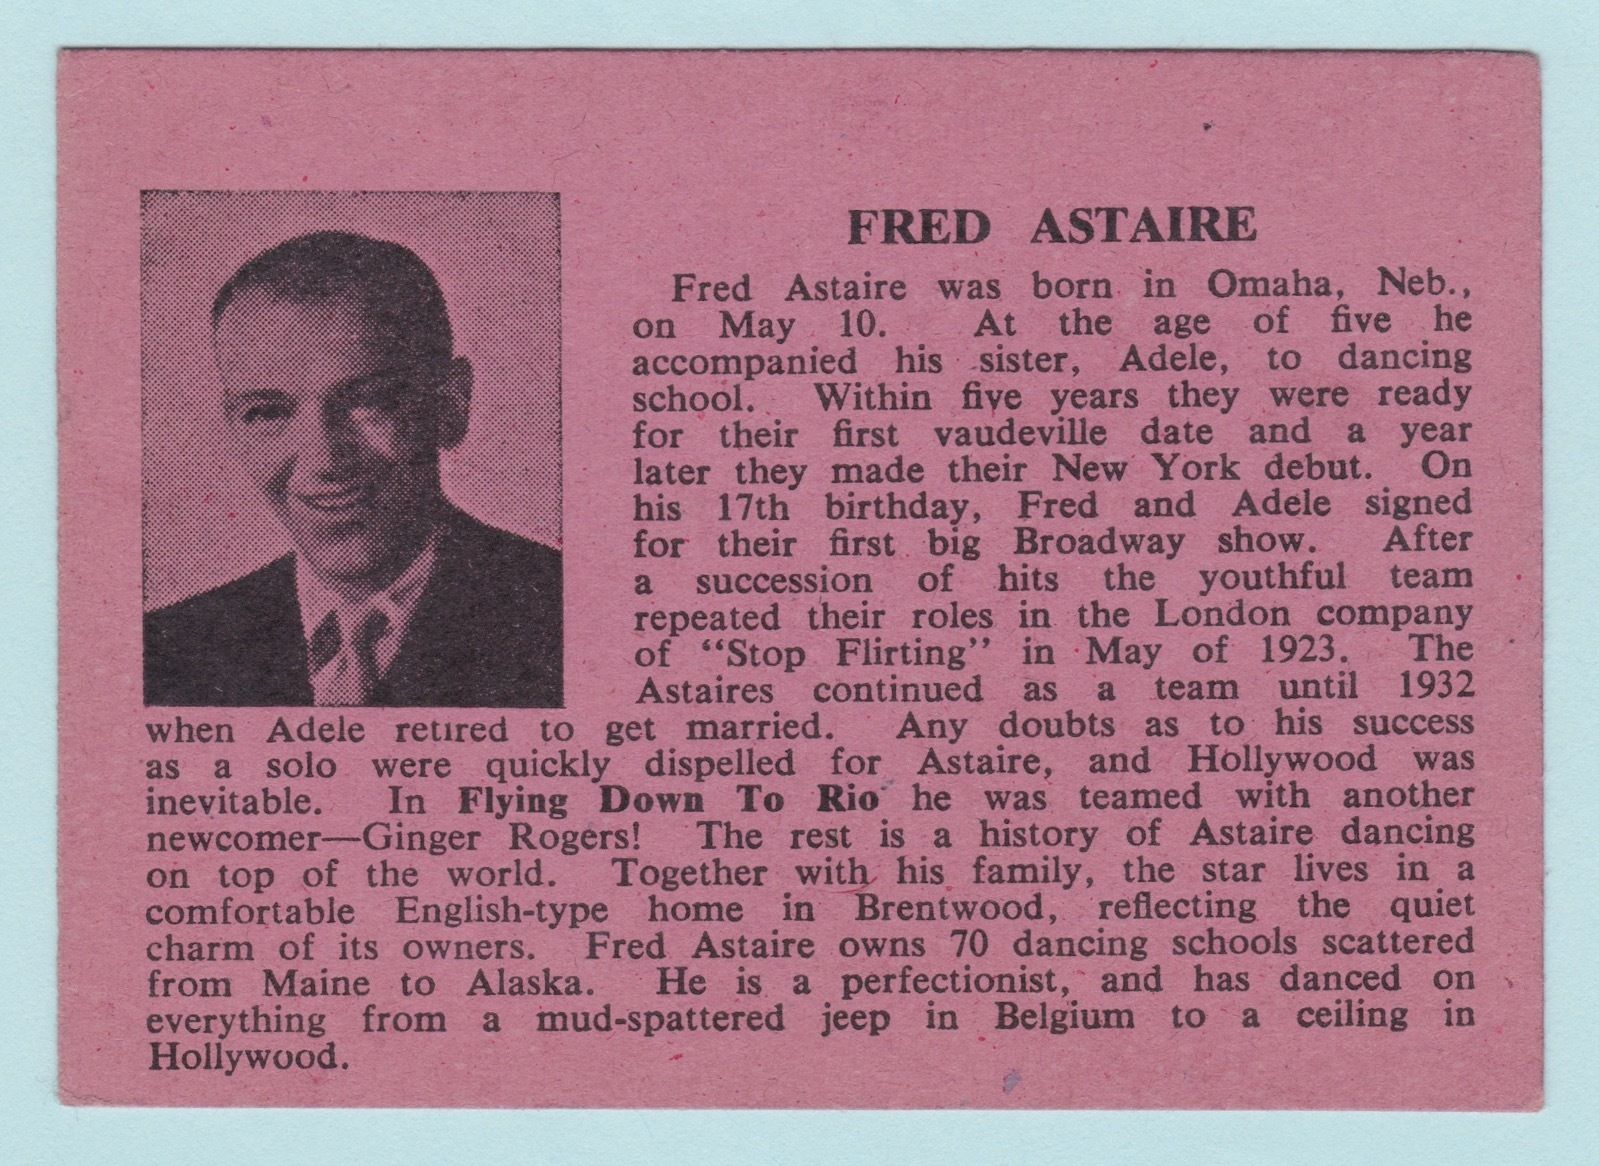 FRED ASTAIRE
Fred Astaire was born in Omaha, Neb.,
on May 10. At the age of five he
accompanied his sister, Adele, to dancing
school. Within five years they were ready
for their first vaudeville date and a year
later they made their New York debut. On
his 17th birthday, Fred and Adele signed
for their first big Broadway show. After
a succession of hits the youthful team
repeated their roles in the London company
of "Stop Flirting" in May of 1923. The
Astaires continued as a team until 1932
when Adele retired to get married. Any doubts as to his success
as a solo were quickly dispelled for Astaire, and Hollywood was
inevitable. In Flying Down To Rio he was teamed with another
newcomer—Ginger Rogers! The rest is a history of Astaire dancing
on top of the world. Together with his family, the star lives in a
comfortable English-type home in Brentwood, reflecting the quiet
charm of its owners. Fred Astaire owns 70 dancing schools scattered
from Maine to Alaska. He is a perfectionist, and has danced on
everything from a mud-spattered jeep in Belgium to a ceiling in
Hollywood.